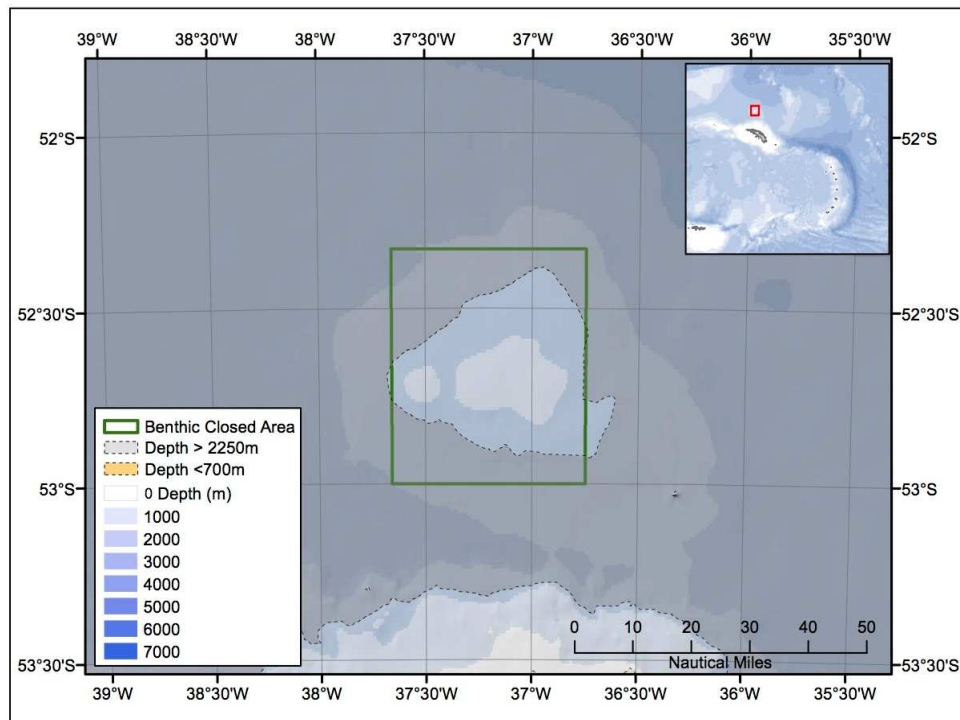 39°W 38°30'W 38°W 37°30'W 37°W 36°30'W 36°W 35°30'W
52°S 52°S
52°30'S 52°30'S
Benthic Closed Area
Depth > 2250m
Depth <700m
0 Depth (m)
1000
2000
3000
4000
5000
6000
7000
53°S 53°S
0 10 20 30 40 50
Nautical Miles
53°30'S 53°30'S
39°W 38°30'W 38°W 37°30'W 37°W 36°30'W 36°W 35°30'W